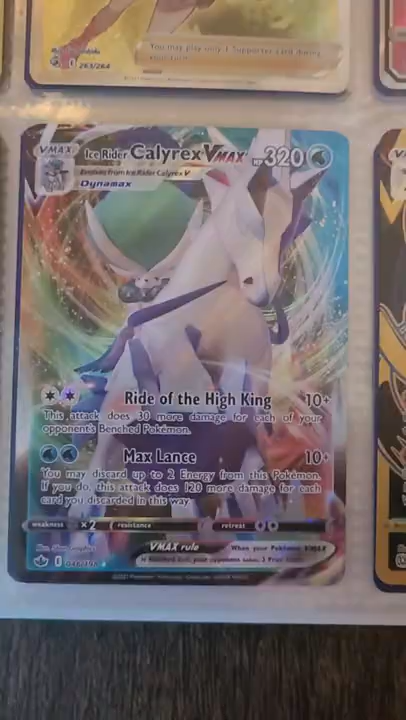 You may play only 1 Supporter card during
your turn.
263/264
VMAX
Ice Rider Calyrex VMAX HP 320
Evolves from Ice Rider Calyrex V
Dynamax
Ride of the High King 10+
This attack does 30 more damage for each of your
opponent's Benched Pokémon.
Max Lance 10+
You may discard up to 2 Energy from this Pokémon.
If you do, this attack does 120 more damage for each
card you discarded in this way.
weakness ×2 resistance retreat
VMAX rule When your Pokémon VMAX
is Knocked Out, your opponent takes 3 Prize cards.
046/198